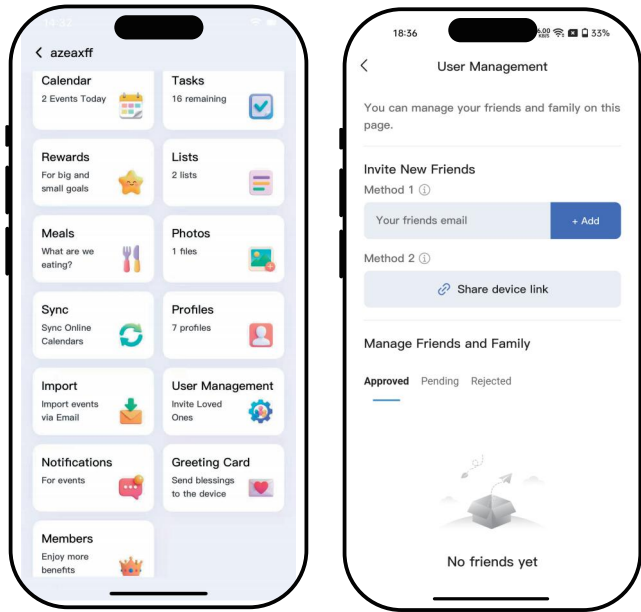 14:32
azeaxff
Calendar
2 Events Today
Tasks
16 remaining
Rewards
For big and
small goals
Lists
2 lists
Meals
What are we
eating?
Photos
1 files
Sync
Sync Online
Calendars
Profiles
7 profiles
Import
Import events
via Email
User Management
Invite Loved
Ones
Notifications
For events
Greeting Card
Send blessings
to the device
Members
Enjoy more
benefits
18:36
6.00
KB/S
33%
User Management
You can manage your friends and family on this
page.
Invite New Friends
Method 1
Your friends email
+ Add
Method 2
Share device link
Manage Friends and Family
Approved Pending Rejected
No friends yet